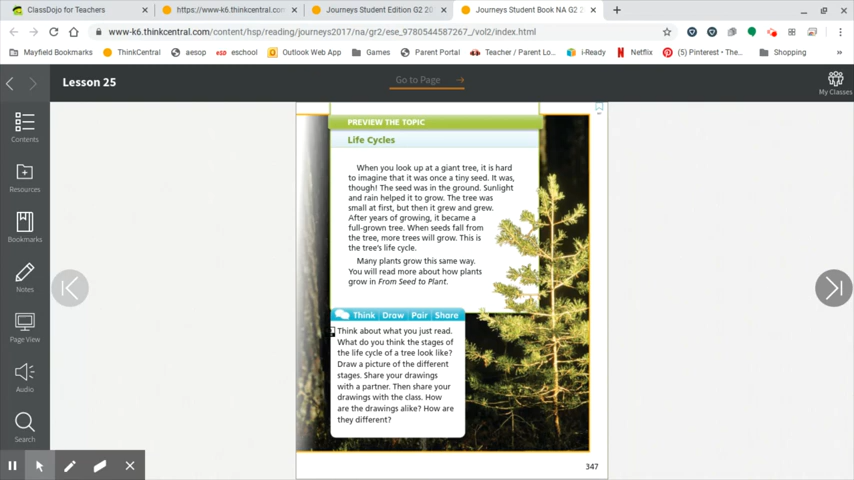 ClassDojo for Teachers
https://www-k6.thinkcentral.com/
Journeys Student Edition G2 20
Journeys Student Book NA G2 2
https://www-k6.thinkcentral.com/content/hsp/reading/journeys2017/na/gr2/ese_9780544587267_/vol2/index.html
Mayfield Bookmarks
ThinkCentral
aesop
eschool
Outlook Web App
Games
Parent Portal
Teacher / Parent Lo...
i-Ready
Netflix
(5) Pinterest • The...
Shopping
Lesson 25
Go to Page
My Classes
Contents
Resources
Bookmarks
Notes
Page View
Audio
Search
PREVIEW THE TOPIC
Life Cycles
When you look up at a giant tree, it is hard
to imagine that it was once a tiny seed. It was,
though! The seed was in the ground. Sunlight
and rain helped it to grow. The tree was
small at first, but then it grew and grew.
After years of growing, it became a
full-grown tree. When seeds fall from
the tree, more trees will grow. This is
the tree's life cycle.
Many plants grow this same way.
You will read more about how plants
grow in From Seed to Plant.
Think Draw Pair Share
Think about what you just read.
What do you think the stages of
the life cycle of a tree look like?
Draw a picture of the different
stages. Share your drawings
with a partner. Then share your
drawings with the class. How
are the drawings alike? How are
they different?
347